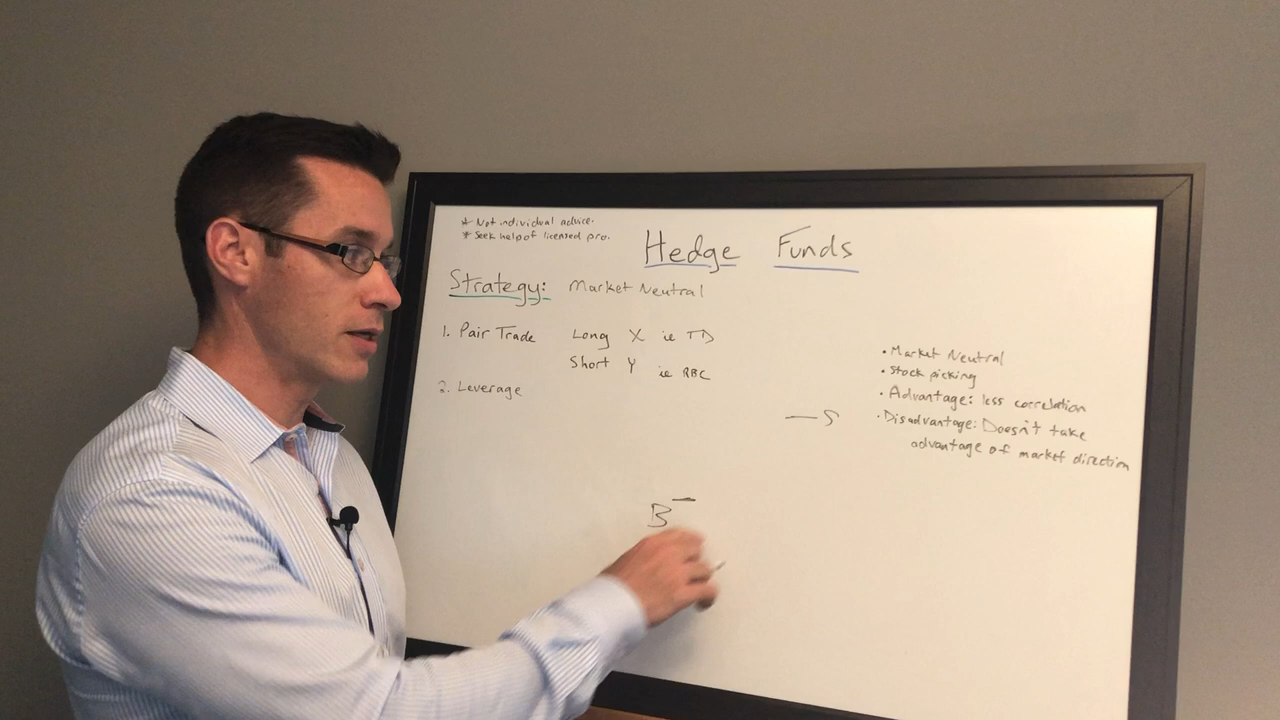 * Not individual advice.
* Seek help of licensed pro.
Hedge Funds
Strategy: Market Neutral
1. Pair Trade Long X ie TD
Short Y ie RBC
2. Leverage
• Market Neutral
• Stock picking
• Advantage: less correlation
• Disadvantage: Doesn't take
advantage of market direction
— S
B —